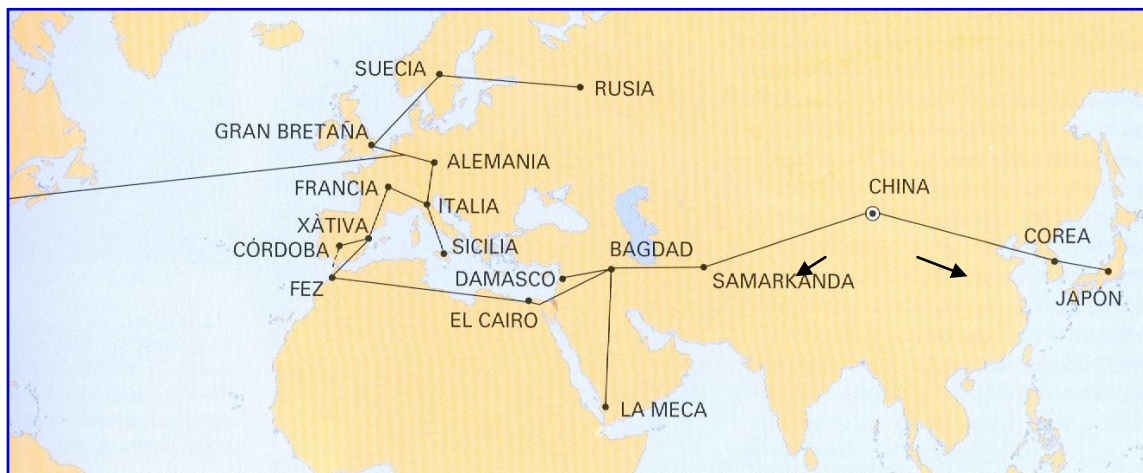 SUECIA
RUSIA
GRAN BRETAÑA
ALEMANIA
FRANCIA
CHINA
ITALIA
XÀTIVA
CÓRDOBA
SICILIA
BAGDAD
COREA
DAMASCO
SAMARKANDA
FEZ
JAPÓN
EL CAIRO
LA MECA